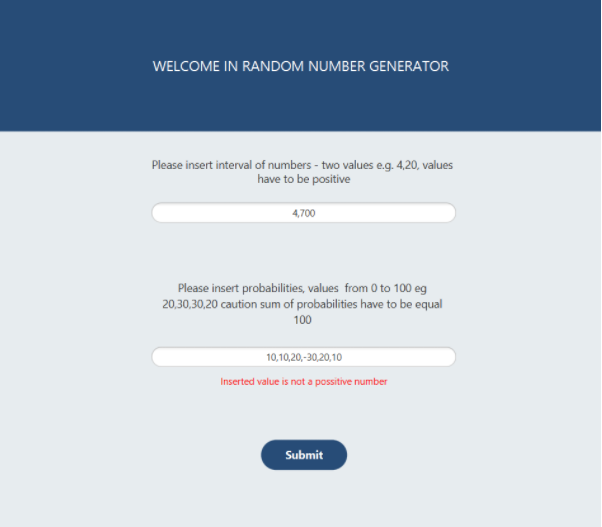 WELCOME IN RANDOM NUMBER GENERATOR
Please insert interval of numbers - two values e.g. 4,20, values
have to be positive
4,700
Please insert probabilities, values  from 0 to 100 eg
20,30,30,20 caution sum of probabilities have to be equal
100
10,10,20,-30,20,10
Inserted value is not a possitive number
Submit